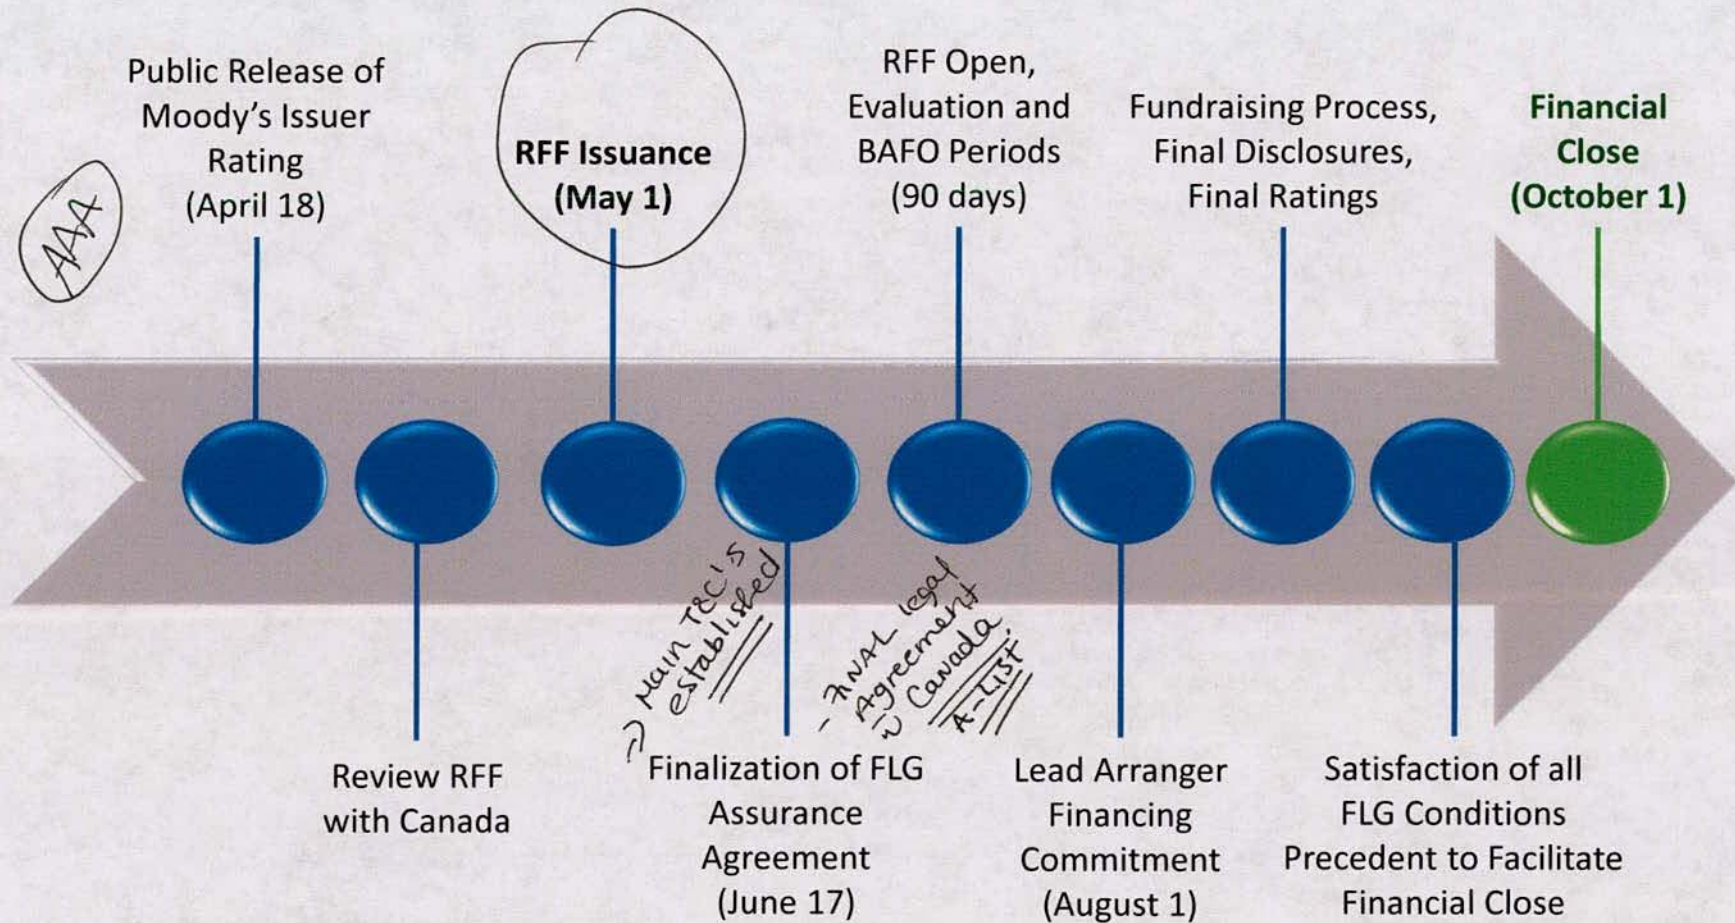 Public Release of
Moody's Issuer
Rating
(April 18)
AAA
RFF Issuance
(May 1)
RFF Open,
Evaluation and
BAFO Periods
(90 days)
Fundraising Process,
Final Disclosures,
Final Ratings
Financial
Close
(October 1)
Review RFF
with Canada
Main T&C's
established
Finalization of FLG
Assurance
Agreement
(June 17)
- FINAL legal
Agreement
w Canada
A-List
Lead Arranger
Financing
Commitment
(August 1)
Satisfaction of all
FLG Conditions
Precedent to Facilitate
Financial Close